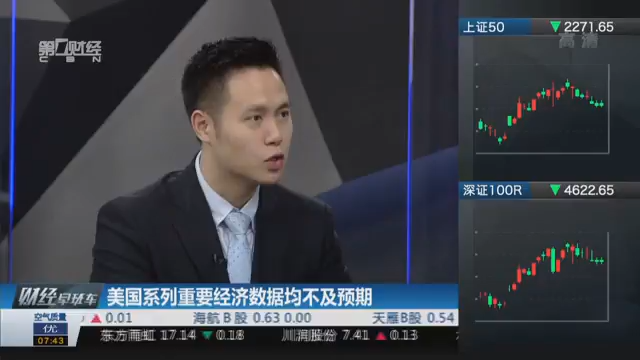 第一财经
CBN
上证50 ▼2271.65
高清
深证100R ▼4622.65
财经早班车 美国系列重要经济数据均不及预期
空气质量
优
07:43
▲ 0.01 海航B股 0.63 0.00 天雁B股 0.54
东方雨虹 17.14 ▼ 0.18 川润股份 7.41 ▲ 0.13